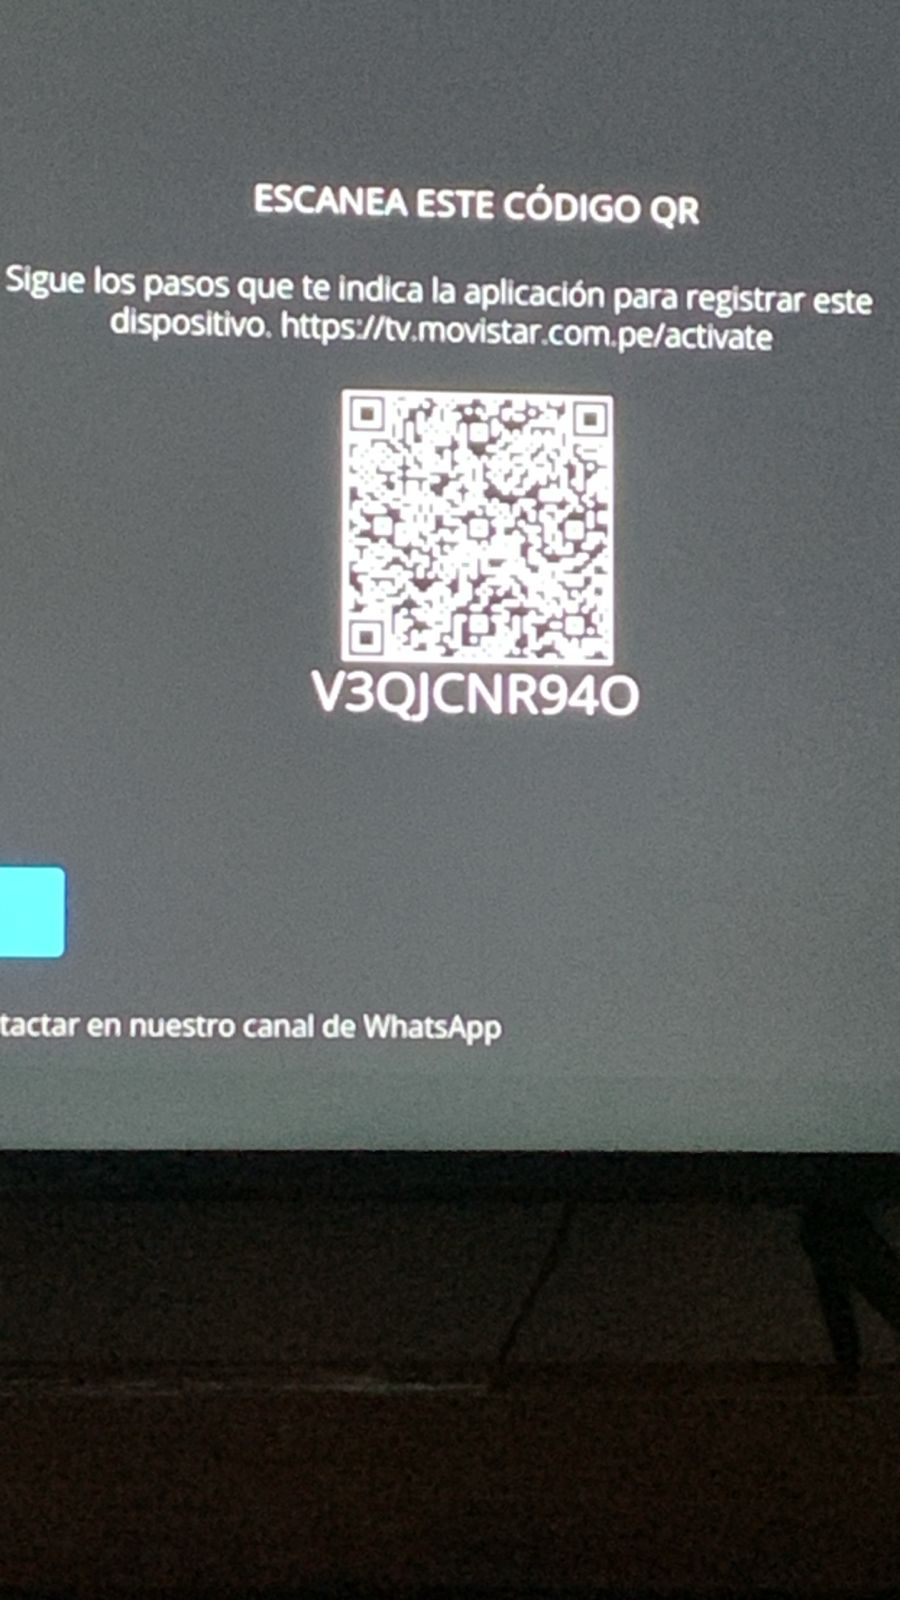 ESCANEA ESTE CÓDIGO QR
Sigue los pasos que te indica la aplicación para registrar este
dispositivo. https://tv.movistar.com.pe/activate
V3QJCNR94O
tactar en nuestro canal de WhatsApp